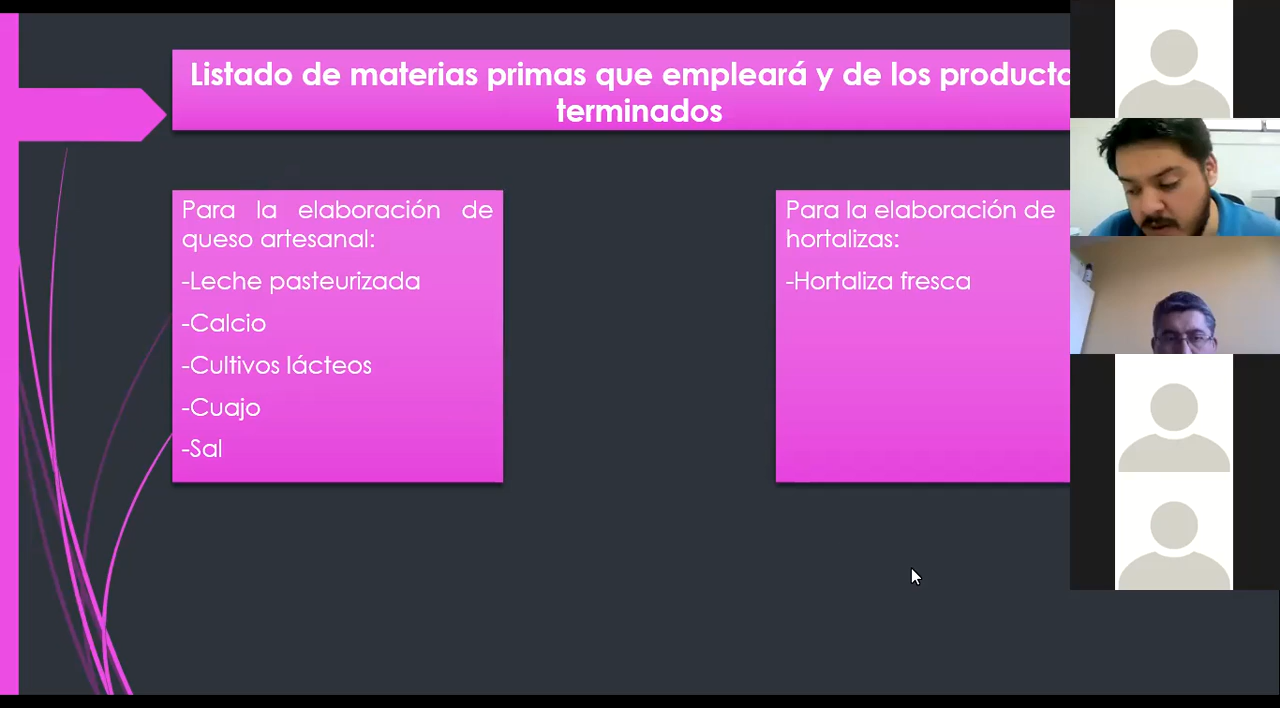 Listado de materias primas que empleará y de los producto
terminados
Para la elaboración de
queso artesanal:
-Leche pasteurizada
-Calcio
-Cultivos lácteos
-Cuajo
-Sal
Para la elaboración de
hortalizas:
-Hortaliza fresca